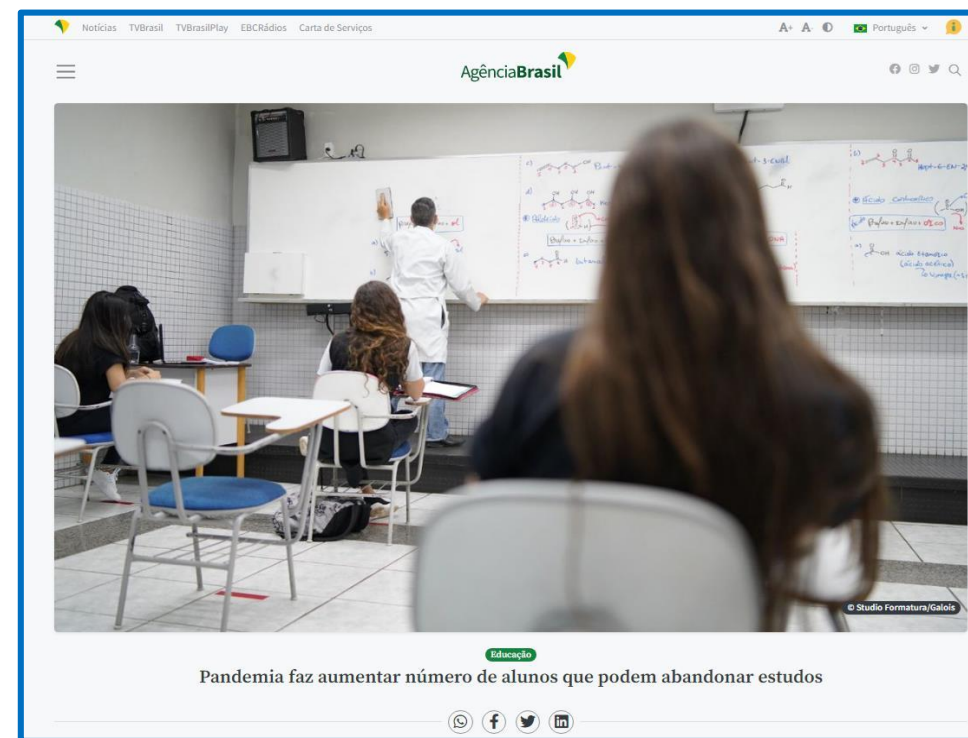 Notícias TVBrasil TVBrasilPlay EBCRádios Carta de Serviços A+ A- Português
AgênciaBrasil
© Studio Formatura/Galois
Educação
Pandemia faz aumentar número de alunos que podem abandonar estudos